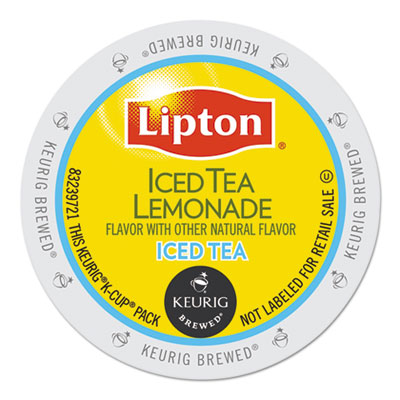 KEURIG BREWED®
KEURIG BREWED®
KEURIG BREWED®
KEURIG BREWED®
Lipton®
ICED TEA
LEMONADE
FLAVOR WITH OTHER NATURAL FLAVOR
ICED TEA
KEURIG
BREWED®
83239721 THIS KEURIG® K-CUP® PACK
NOT LABELED FOR RETAIL SALE Ⓤ